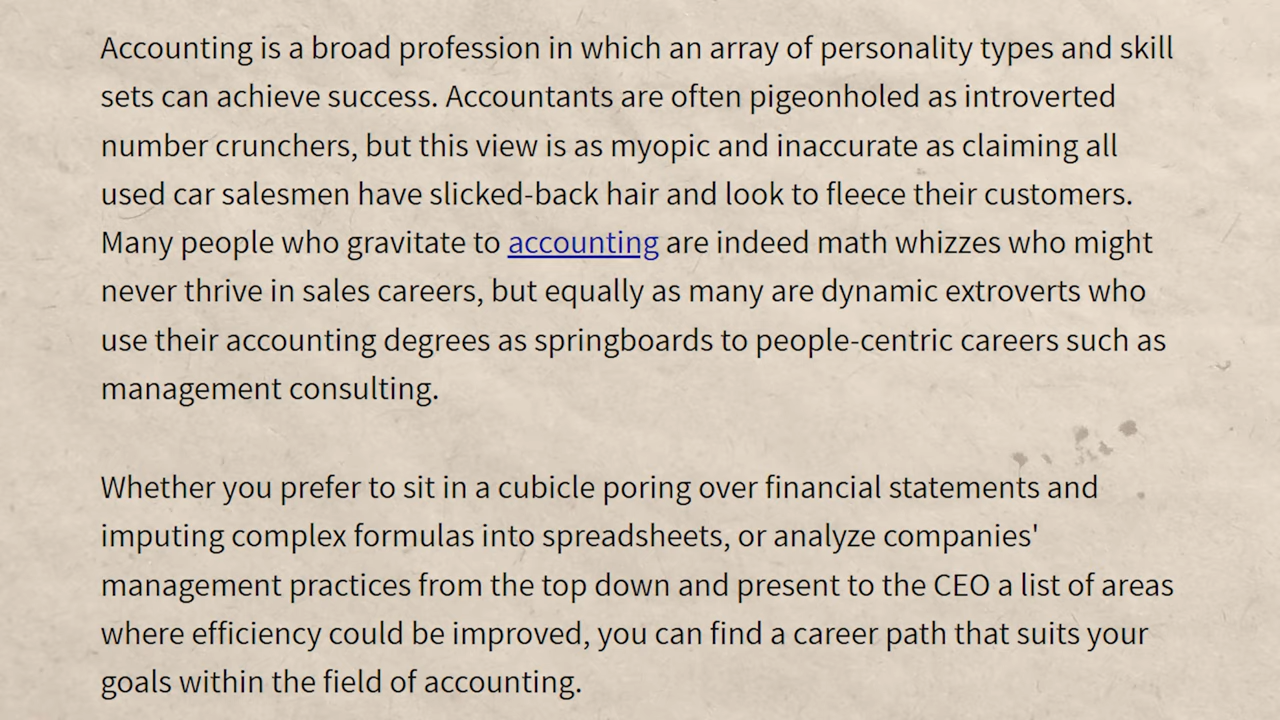 Accounting is a broad profession in which an array of personality types and skill
sets can achieve success. Accountants are often pigeonholed as introverted
number crunchers, but this view is as myopic and inaccurate as claiming all
used car salesmen have slicked-back hair and look to fleece their customers.
Many people who gravitate to accounting are indeed math whizzes who might
never thrive in sales careers, but equally as many are dynamic extroverts who
use their accounting degrees as springboards to people-centric careers such as
management consulting.
Whether you prefer to sit in a cubicle poring over financial statements and
imputing complex formulas into spreadsheets, or analyze companies'
management practices from the top down and present to the CEO a list of areas
where efficiency could be improved, you can find a career path that suits your
goals within the field of accounting.